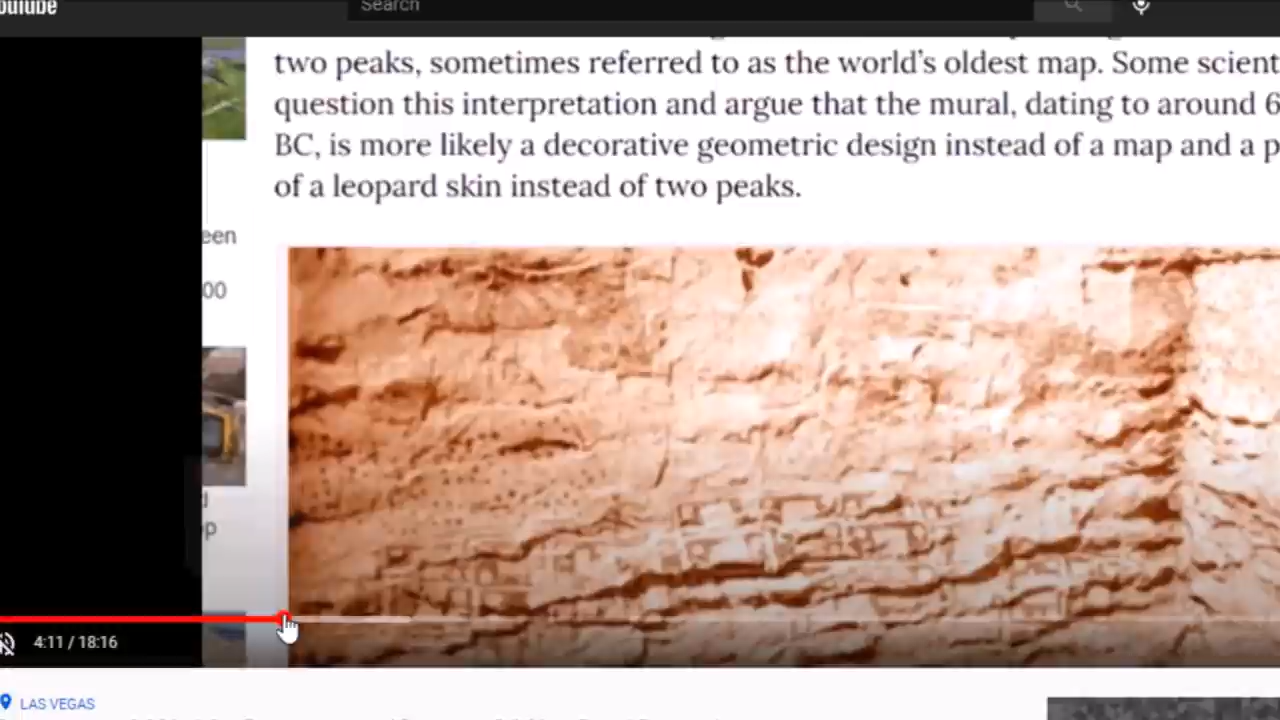 Search
two peaks, sometimes referred to as the world's oldest map. Some scient
question this interpretation and argue that the mural, dating to around 6
BC, is more likely a decorative geometric design instead of a map and a p
of a leopard skin instead of two peaks.
een
00
4:11 / 18:16
LAS VEGAS